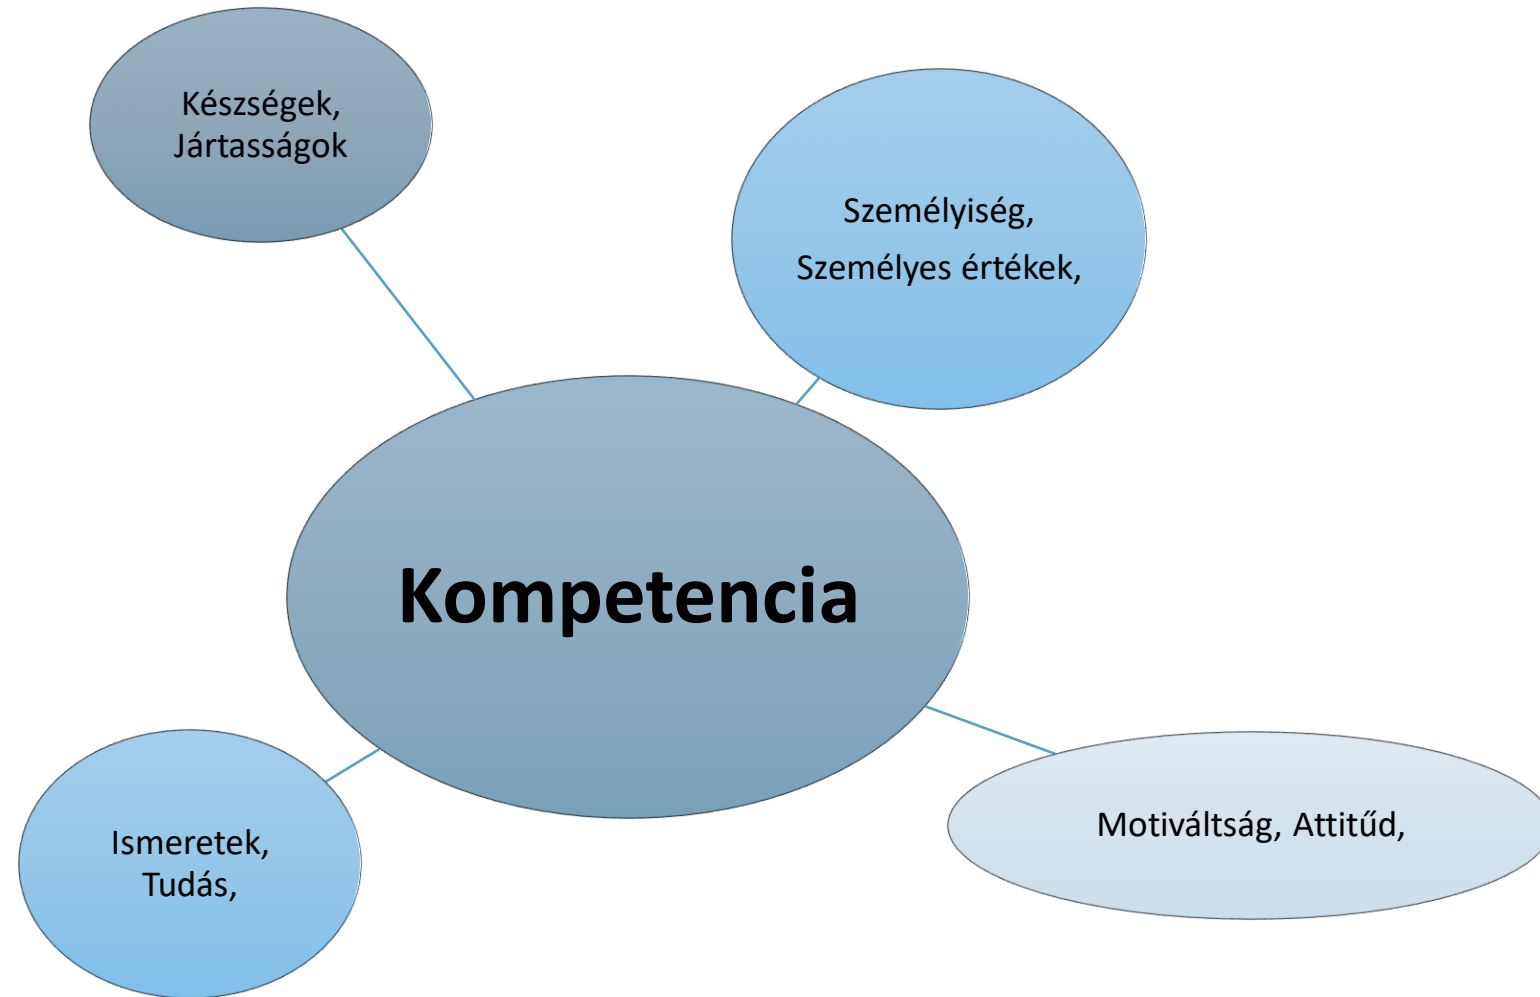 Készségek,
Jártasságok
Személyiség,
Személyes értékek,
Kompetencia
Ismeretek,
Tudás,
Motiváltság, Attitűd,